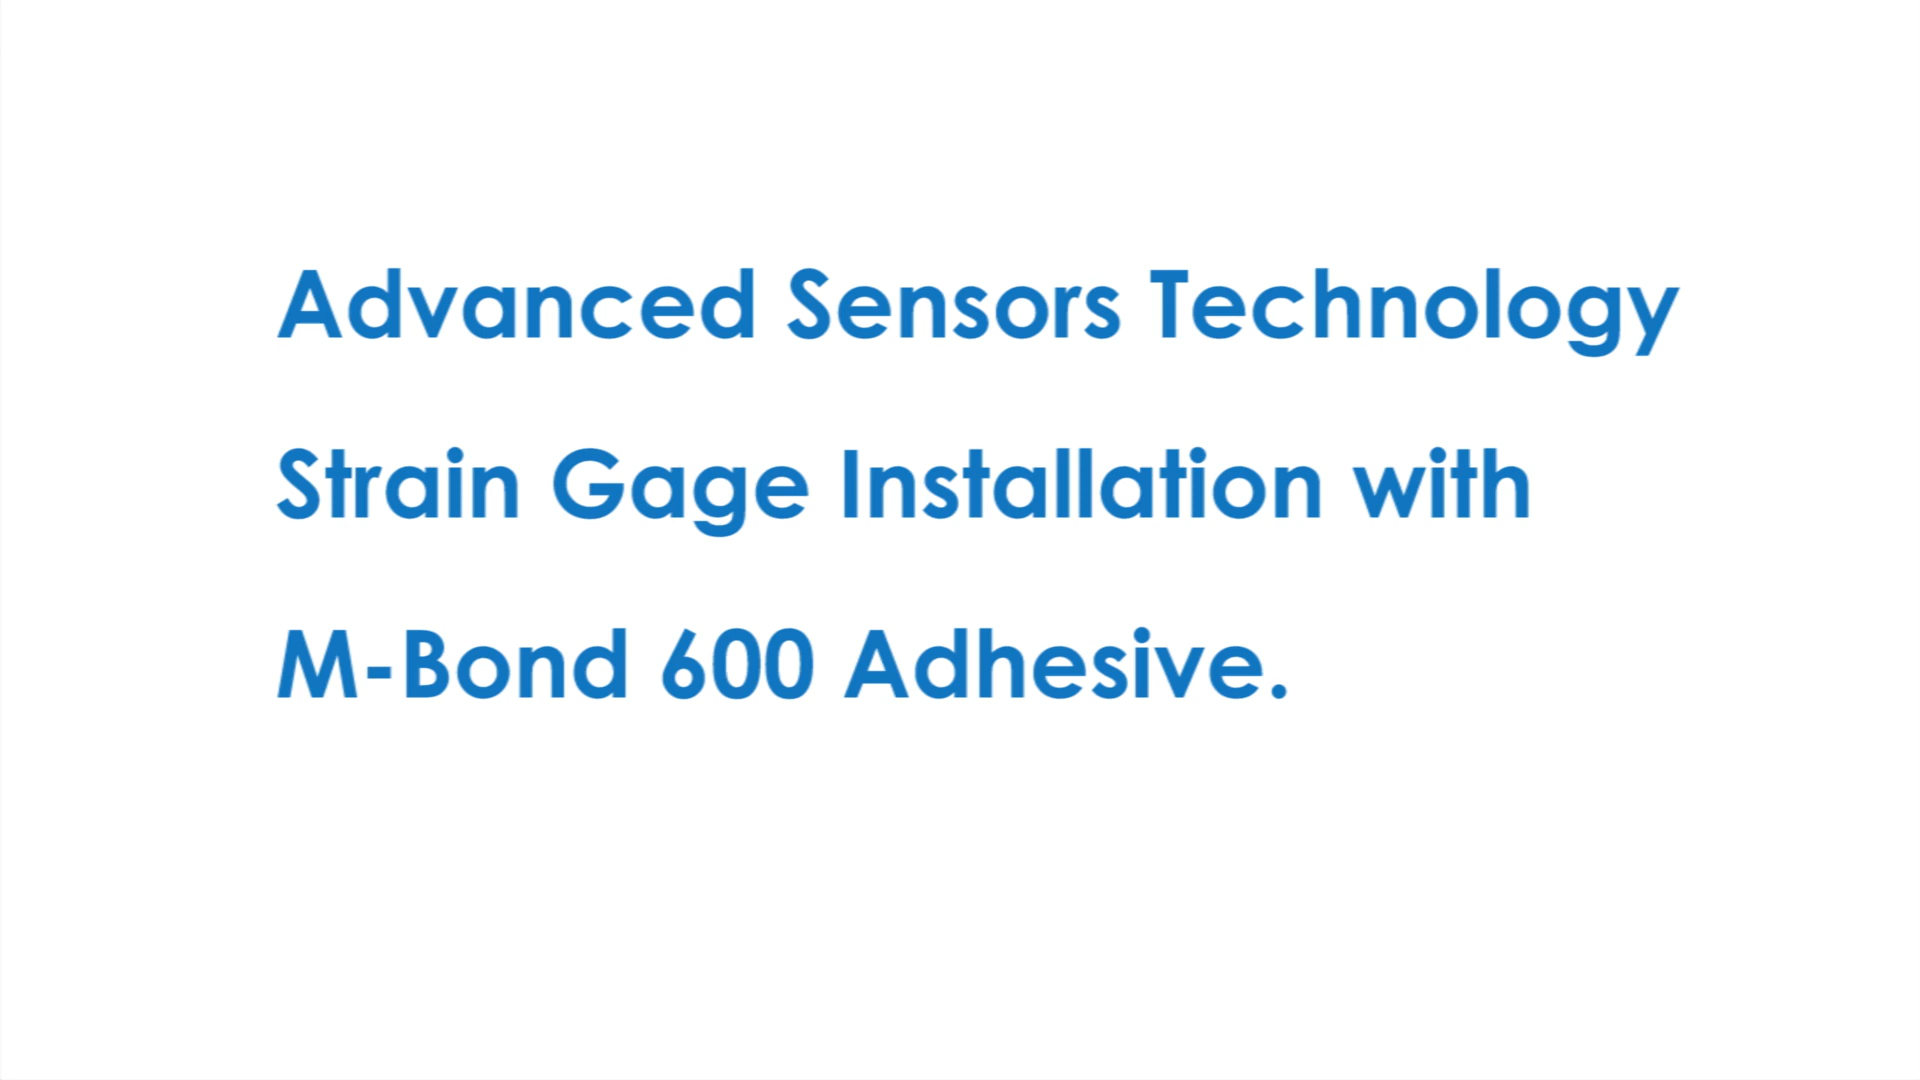 Advanced Sensors Technology
Strain Gage Installation with
M-Bond 600 Adhesive.